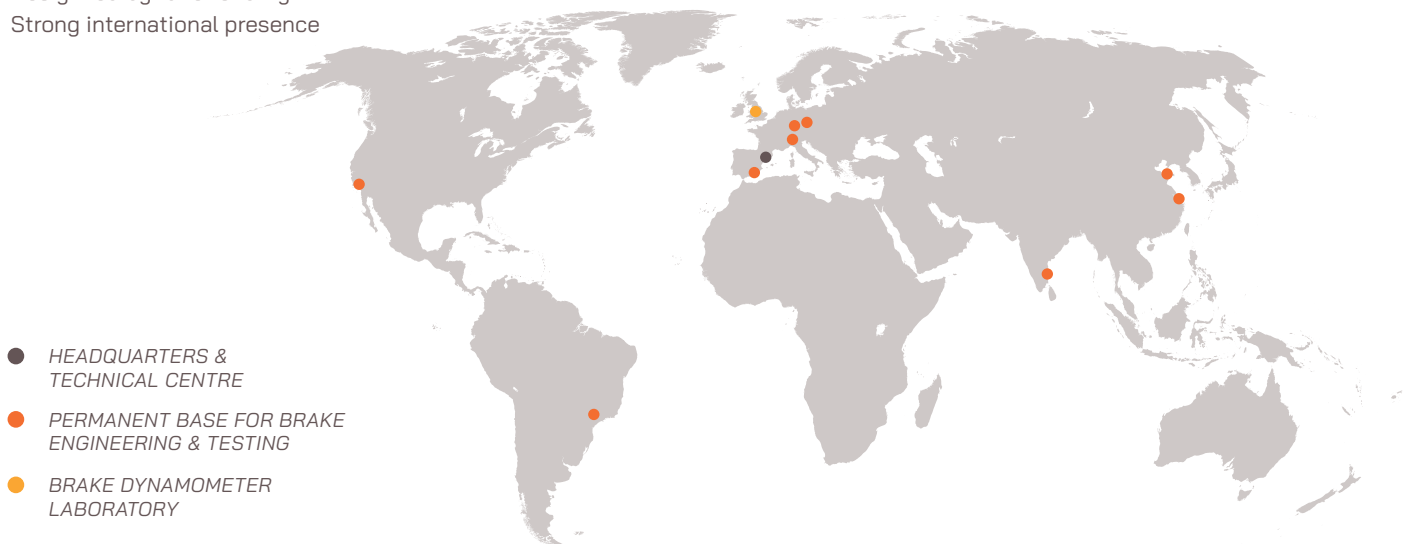 Strong international presence
HEADQUARTERS &
TECHNICAL CENTRE
PERMANENT BASE FOR BRAKE
ENGINEERING & TESTING
BRAKE DYNAMOMETER
LABORATORY